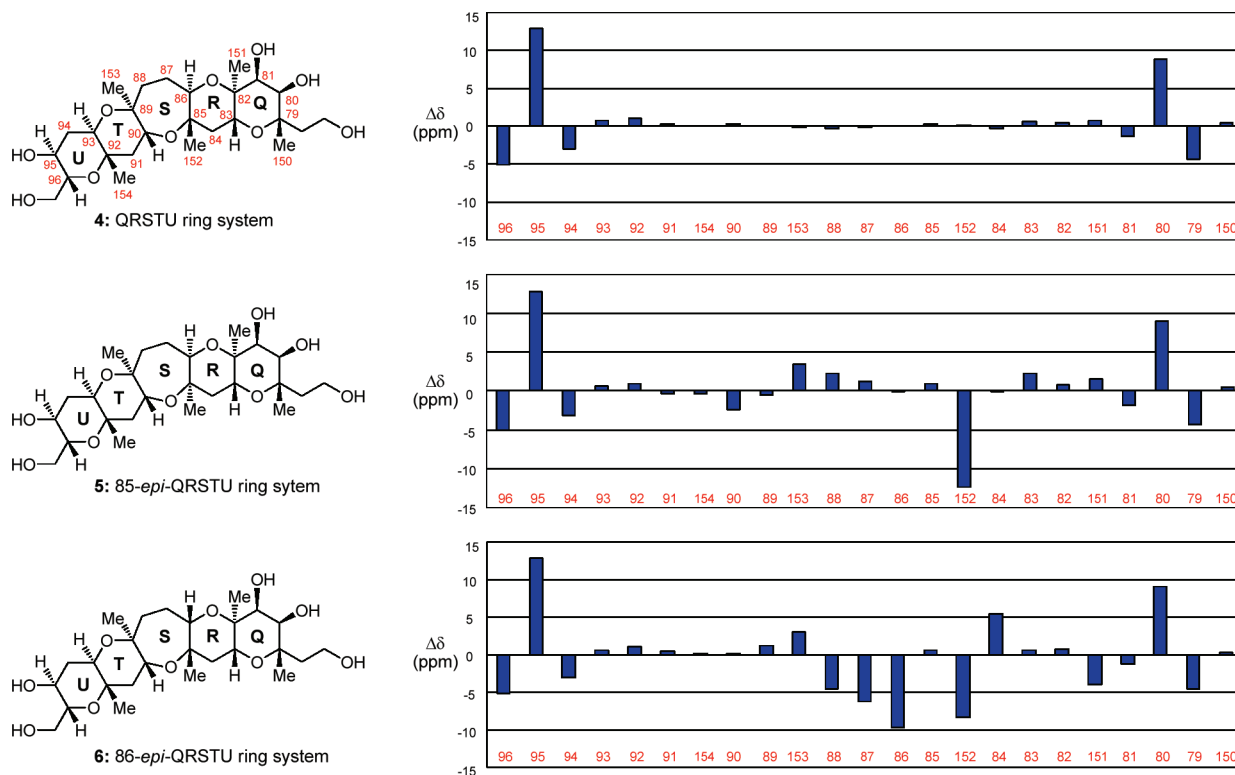 OH
151
Me
81
OH
87
88
H
O
153
Me
S
86
R
82
Q
80
H
O
89
85
83
79
OH
94
T
90
O
84
O
H
93
92
H
Me
152
H
Me
150
HO
95
U
91
96
O
Me
154
HO
H
4: QRSTU ring system
15
10
5
0
-5
-10
-15
Δδ
(ppm)
96 95 94 93 92 91 154 90 89 153 88 87 86 85 152 84 83 82 151 81 80 79 150
OH
Me
OH
H
O
Me
S
R
Q
H
O
OH
T
O
O
H
H
Me
H
Me
HO
U
O
Me
HO
H
5: 85-epi-QRSTU ring sytem
15
10
5
0
-5
-10
-15
Δδ
(ppm)
96 95 94 93 92 91 154 90 89 153 88 87 86 85 152 84 83 82 151 81 80 79 150
OH
Me
OH
H
O
Me
S
R
Q
H
O
OH
T
O
O
H
H
Me
H
Me
HO
U
O
Me
HO
H
6: 86-epi-QRSTU ring system
15
10
5
0
-5
-10
-15
Δδ
(ppm)
96 95 94 93 92 91 154 90 89 153 88 87 86 85 152 84 83 82 151 81 80 79 150